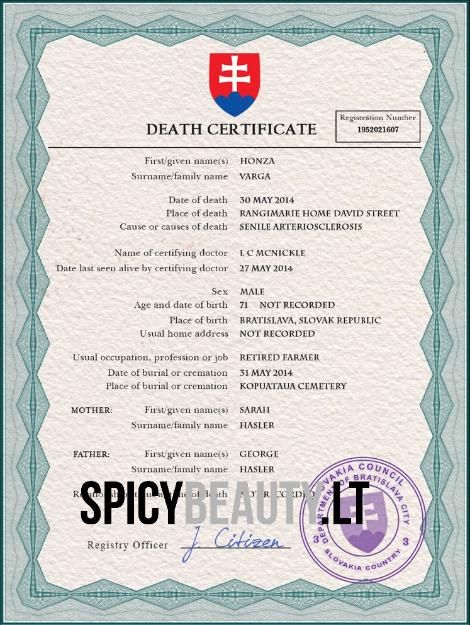 DEATH CERTIFICATE
Registration Number
1952021607
First/given name(s) HONZA
Surname/family name VARGA
Date of death 30 MAY 2014
Place of death RANGIMARIE HOME DAVID STREET
Cause or causes of death SENILE ARTERIOSCLEROSIS
Name of certifying doctor I. C MCNICKLE
Date last seen alive by certifying doctor 27 MAY 2014
Sex MALE
Age and date of birth 71 NOT RECORDED
Place of birth BRATISLAVA, SLOVAK REPUBLIC
Usual home address NOT RECORDED
Usual occupation, profession or job RETIRED FARMER
Date of burial or cremation 31 MAY 2014
Place of burial or cremation KOPUATAUA CEMETERY
MOTHER: First/given name(s) SARAH
Surname/family name HASLER
FATHER: First/given name(s) GEORGE
Surname/family name HASLER
of death NOT RECORDED
SPICYBEAUTY.LT
Registry Officer J. Citizen
SLOVAKIA COUNCIL
DEPARTMENT OF BRATISLAVA CITY
3 3
SLOVAKIA COUNTRY